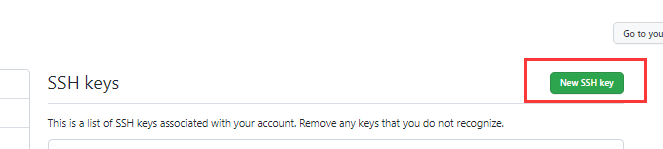 Go to you
SSH keys
New SSH key
This is a list of SSH keys associated with your account. Remove any keys that you do not recognize.